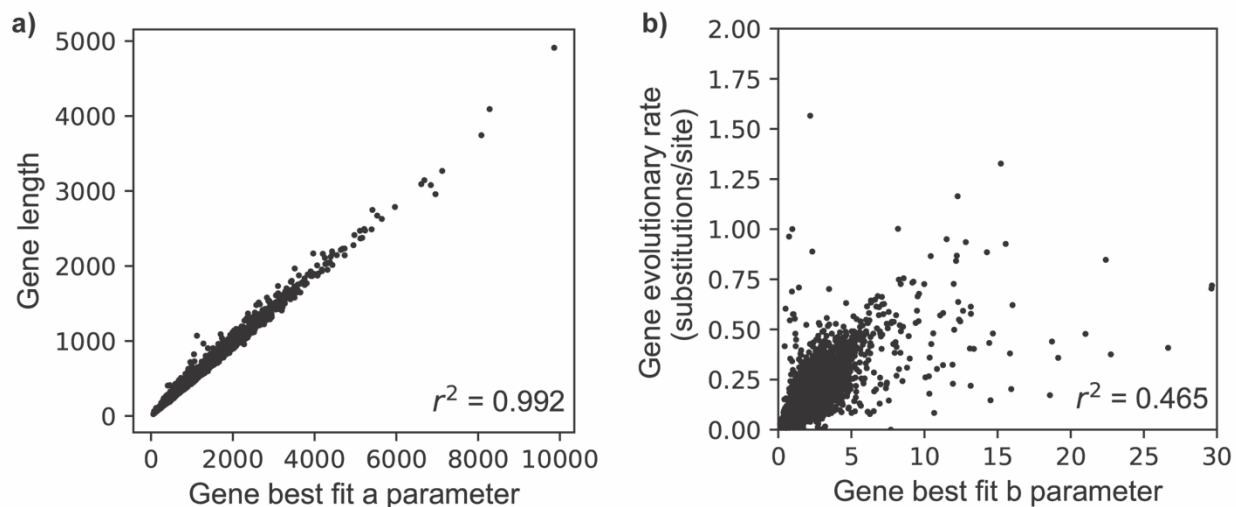 a)
5000
4000
3000
2000
1000
0
Gene length
0 2000 4000 6000 8000 10000
Gene best fit a parameter
r² = 0.992
b)
2.00
1.75
1.50
1.25
1.00
0.75
0.50
0.25
0.00
Gene evolutionary rate
(substitutions/site)
0 5 10 15 20 25 30
Gene best fit b parameter
r² = 0.465